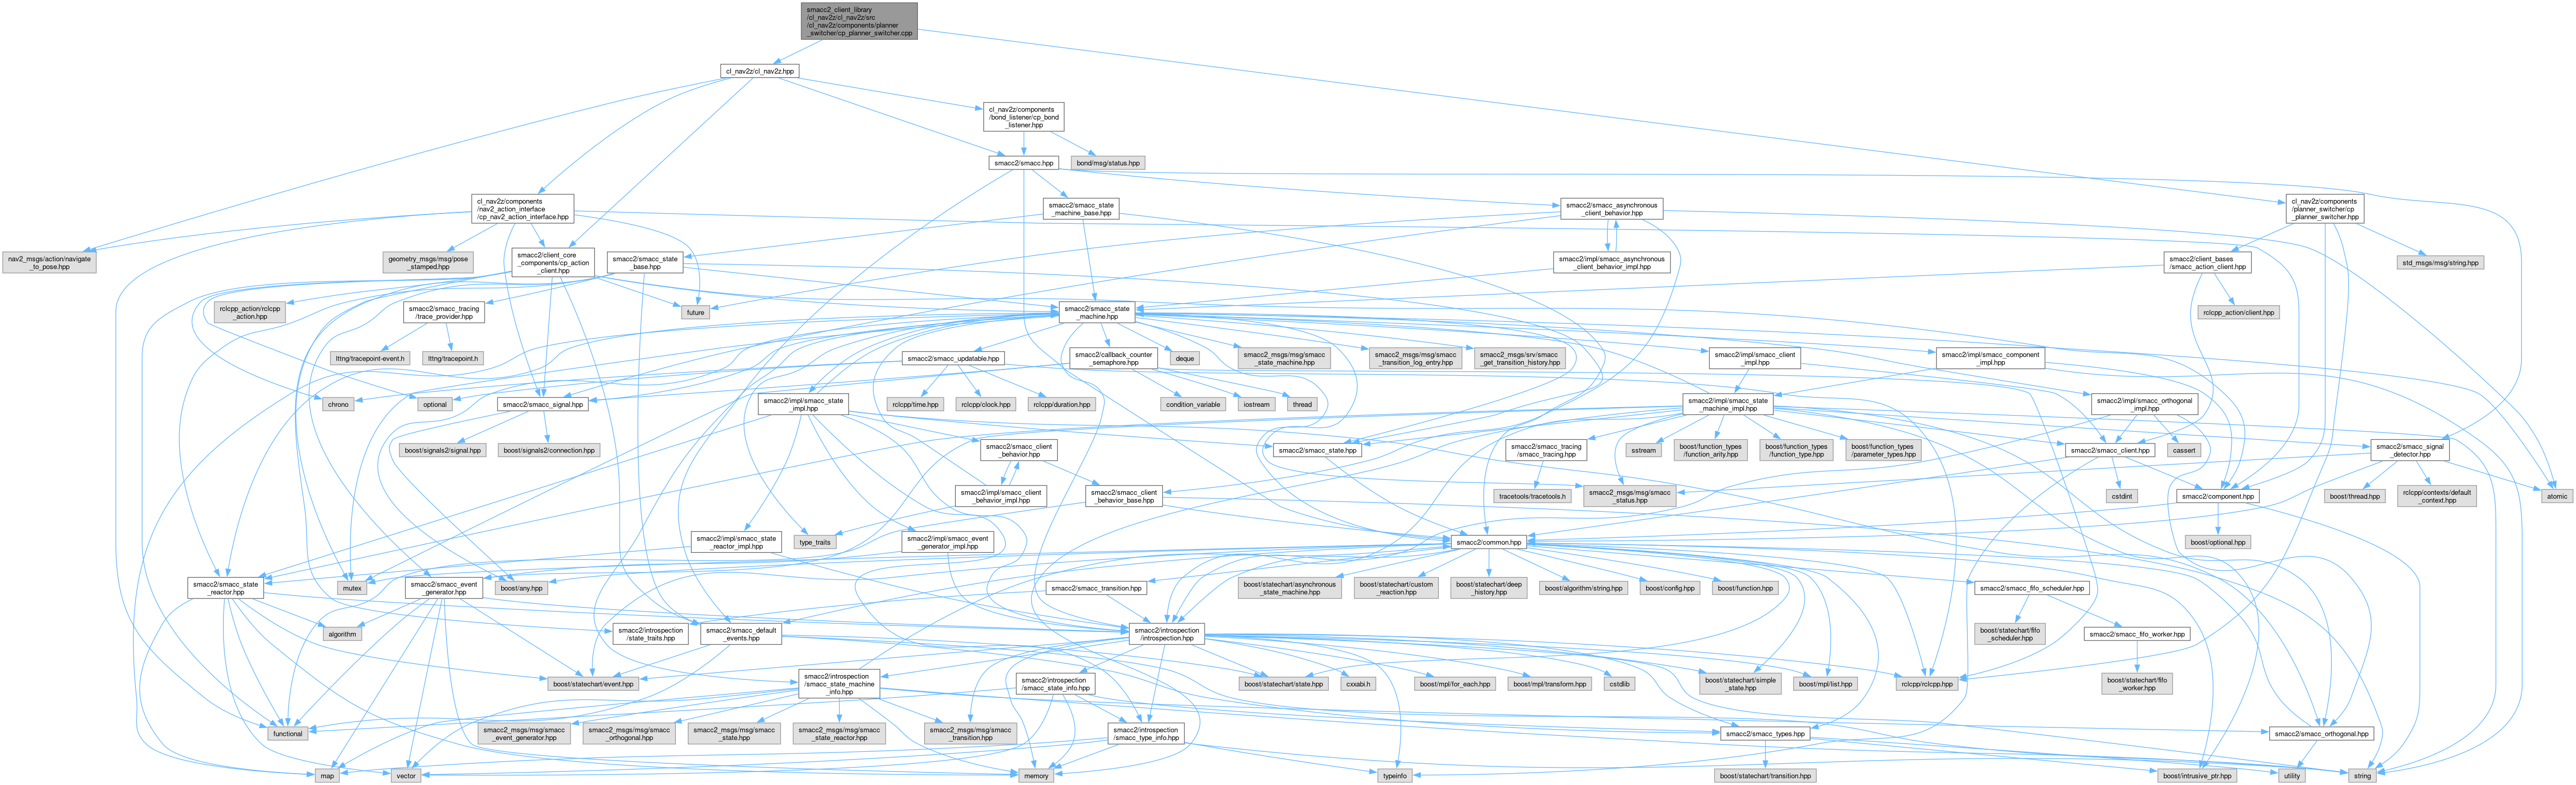 smacc2_client_library
/cl_nav2z/cl_nav2z/src
/cl_nav2z/components/planner
_switcher/cp_planner_switcher.cpp
cl_nav2z/cl_nav2z.hpp
cl_nav2z/components
/bond_listener/cp_bond
_listener.hpp
smacc2/smacc.hpp
bond/msg/status.hpp
cl_nav2z/components
/nav2_action_interface
/cp_nav2_action_interface.hpp
smacc2/smacc_state
_machine_base.hpp
smacc2/smacc_asynchronous
_client_behavior.hpp
cl_nav2z/components
/planner_switcher/cp
_planner_switcher.hpp
nav2_msgs/action/navigate
_to_pose.hpp
geometry_msgs/msg/pose
_stamped.hpp
smacc2/client_core
_components/cp_action
_client.hpp
smacc2/smacc_state
_base.hpp
smacc2/impl/smacc_asynchronous
_client_behavior_impl.hpp
smacc2/client_bases
/smacc_action_client.hpp
std_msgs/msg/string.hpp
rclcpp_action/rclcpp
_action.hpp
smacc2/smacc_tracing
/trace_provider.hpp
future
smacc2/smacc_state
_machine.hpp
rclcpp_action/client.hpp
lttng/tracepoint-event.h
lttng/tracepoint.h
smacc2/smacc_updatable.hpp
smacc2/callback_counter
_semaphore.hpp
deque
smacc2_msgs/msg/smacc
_state_machine.hpp
smacc2_msgs/msg/smacc
_transition_log_entry.hpp
smacc2_msgs/srv/smacc
_get_transition_history.hpp
smacc2/impl/smacc_client
_impl.hpp
smacc2/impl/smacc_component
_impl.hpp
chrono
optional
smacc2/smacc_signal.hpp
smacc2/impl/smacc_state
_impl.hpp
rclcpp/time.hpp
rclcpp/clock.hpp
rclcpp/duration.hpp
condition_variable
iostream
thread
smacc2/impl/smacc_state
_machine_impl.hpp
smacc2/impl/smacc_orthogonal
_impl.hpp
boost/signals2/signal.hpp
boost/signals2/connection.hpp
smacc2/smacc_client
_behavior.hpp
smacc2/smacc_state.hpp
smacc2/smacc_tracing
/smacc_tracing.hpp
sstream
boost/function_types
/function_arity.hpp
boost/function_types
/function_type.hpp
boost/function_types
/parameter_types.hpp
smacc2/smacc_client.hpp
cassert
smacc2/smacc_signal
_detector.hpp
smacc2/impl/smacc_client
_behavior_impl.hpp
smacc2/smacc_client
_behavior_base.hpp
tracetools/tracetools.h
smacc2_msgs/msg/smacc
_status.hpp
cstdint
smacc2/component.hpp
boost/thread.hpp
rclcpp/contexts/default
_context.hpp
atomic
smacc2/impl/smacc_state
_reactor_impl.hpp
type_traits
smacc2/impl/smacc_event
_generator_impl.hpp
smacc2/common.hpp
boost/optional.hpp
smacc2/smacc_state
_reactor.hpp
mutex
smacc2/smacc_event
_generator.hpp
boost/any.hpp
smacc2/smacc_transition.hpp
boost/statechart/asynchronous
_state_machine.hpp
boost/statechart/custom
_reaction.hpp
boost/statechart/deep
_history.hpp
boost/algorithm/string.hpp
boost/config.hpp
boost/function.hpp
smacc2/smacc_fifo_scheduler.hpp
algorithm
smacc2/introspection
/state_traits.hpp
smacc2/smacc_default
_events.hpp
smacc2/introspection
/introspection.hpp
boost/statechart/fifo
_scheduler.hpp
smacc2/smacc_fifo_worker.hpp
boost/statechart/event.hpp
smacc2/introspection
/smacc_state_machine
_info.hpp
smacc2/introspection
/smacc_state_info.hpp
boost/statechart/state.hpp
cxxabi.h
boost/mpl/for_each.hpp
boost/mpl/transform.hpp
cstdlib
boost/statechart/simple
_state.hpp
boost/mpl/list.hpp
rclcpp/rclcpp.hpp
boost/statechart/fifo
_worker.hpp
functional
smacc2_msgs/msg/smacc
_event_generator.hpp
smacc2_msgs/msg/smacc
_orthogonal.hpp
smacc2_msgs/msg/smacc
_state.hpp
smacc2_msgs/msg/smacc
_state_reactor.hpp
smacc2_msgs/msg/smacc
_transition.hpp
smacc2/introspection
/smacc_type_info.hpp
smacc2/smacc_types.hpp
smacc2/smacc_orthogonal.hpp
map
vector
memory
typeinfo
boost/statechart/transition.hpp
boost/intrusive_ptr.hpp
utility
string